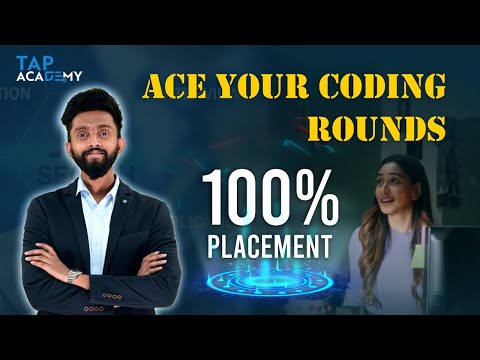 TAP
ACADEMY
ACE YOUR CODING
ROUNDS
100%
PLACEMENT